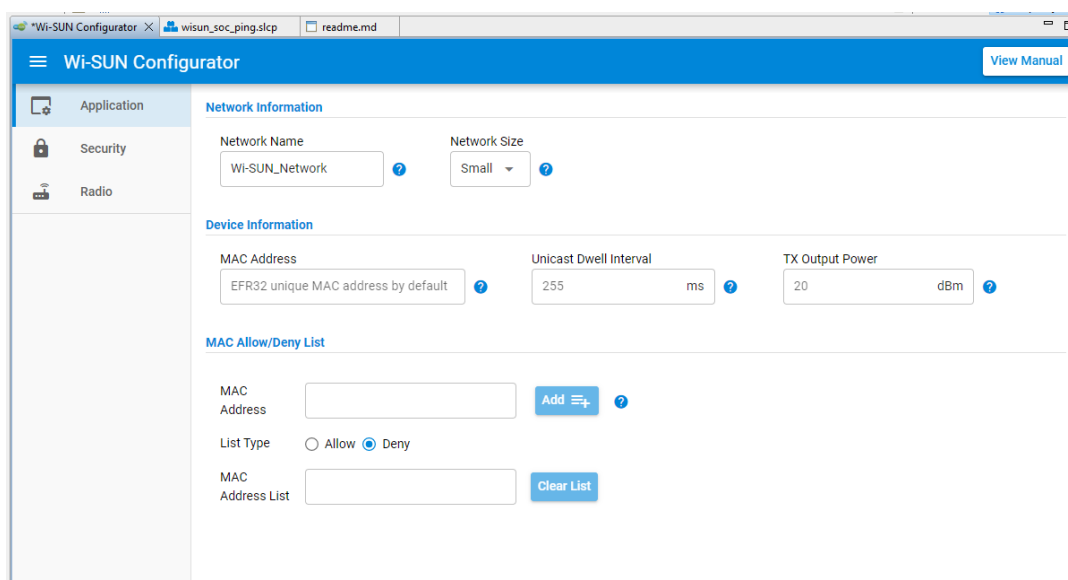 *Wi-SUN Configurator
wisun_soc_ping.slcp
readme.md
Wi-SUN Configurator
View Manual
Application
Security
Radio
Network Information
Network Name
Network Size
Wi-SUN_Network
Small
Device Information
MAC Address
Unicast Dwell Interval
TX Output Power
EFR32 unique MAC address by default
255 ms
20 dBm
MAC Allow/Deny List
MAC
Address
Add
List Type
Allow
Deny
MAC
Address List
Clear List